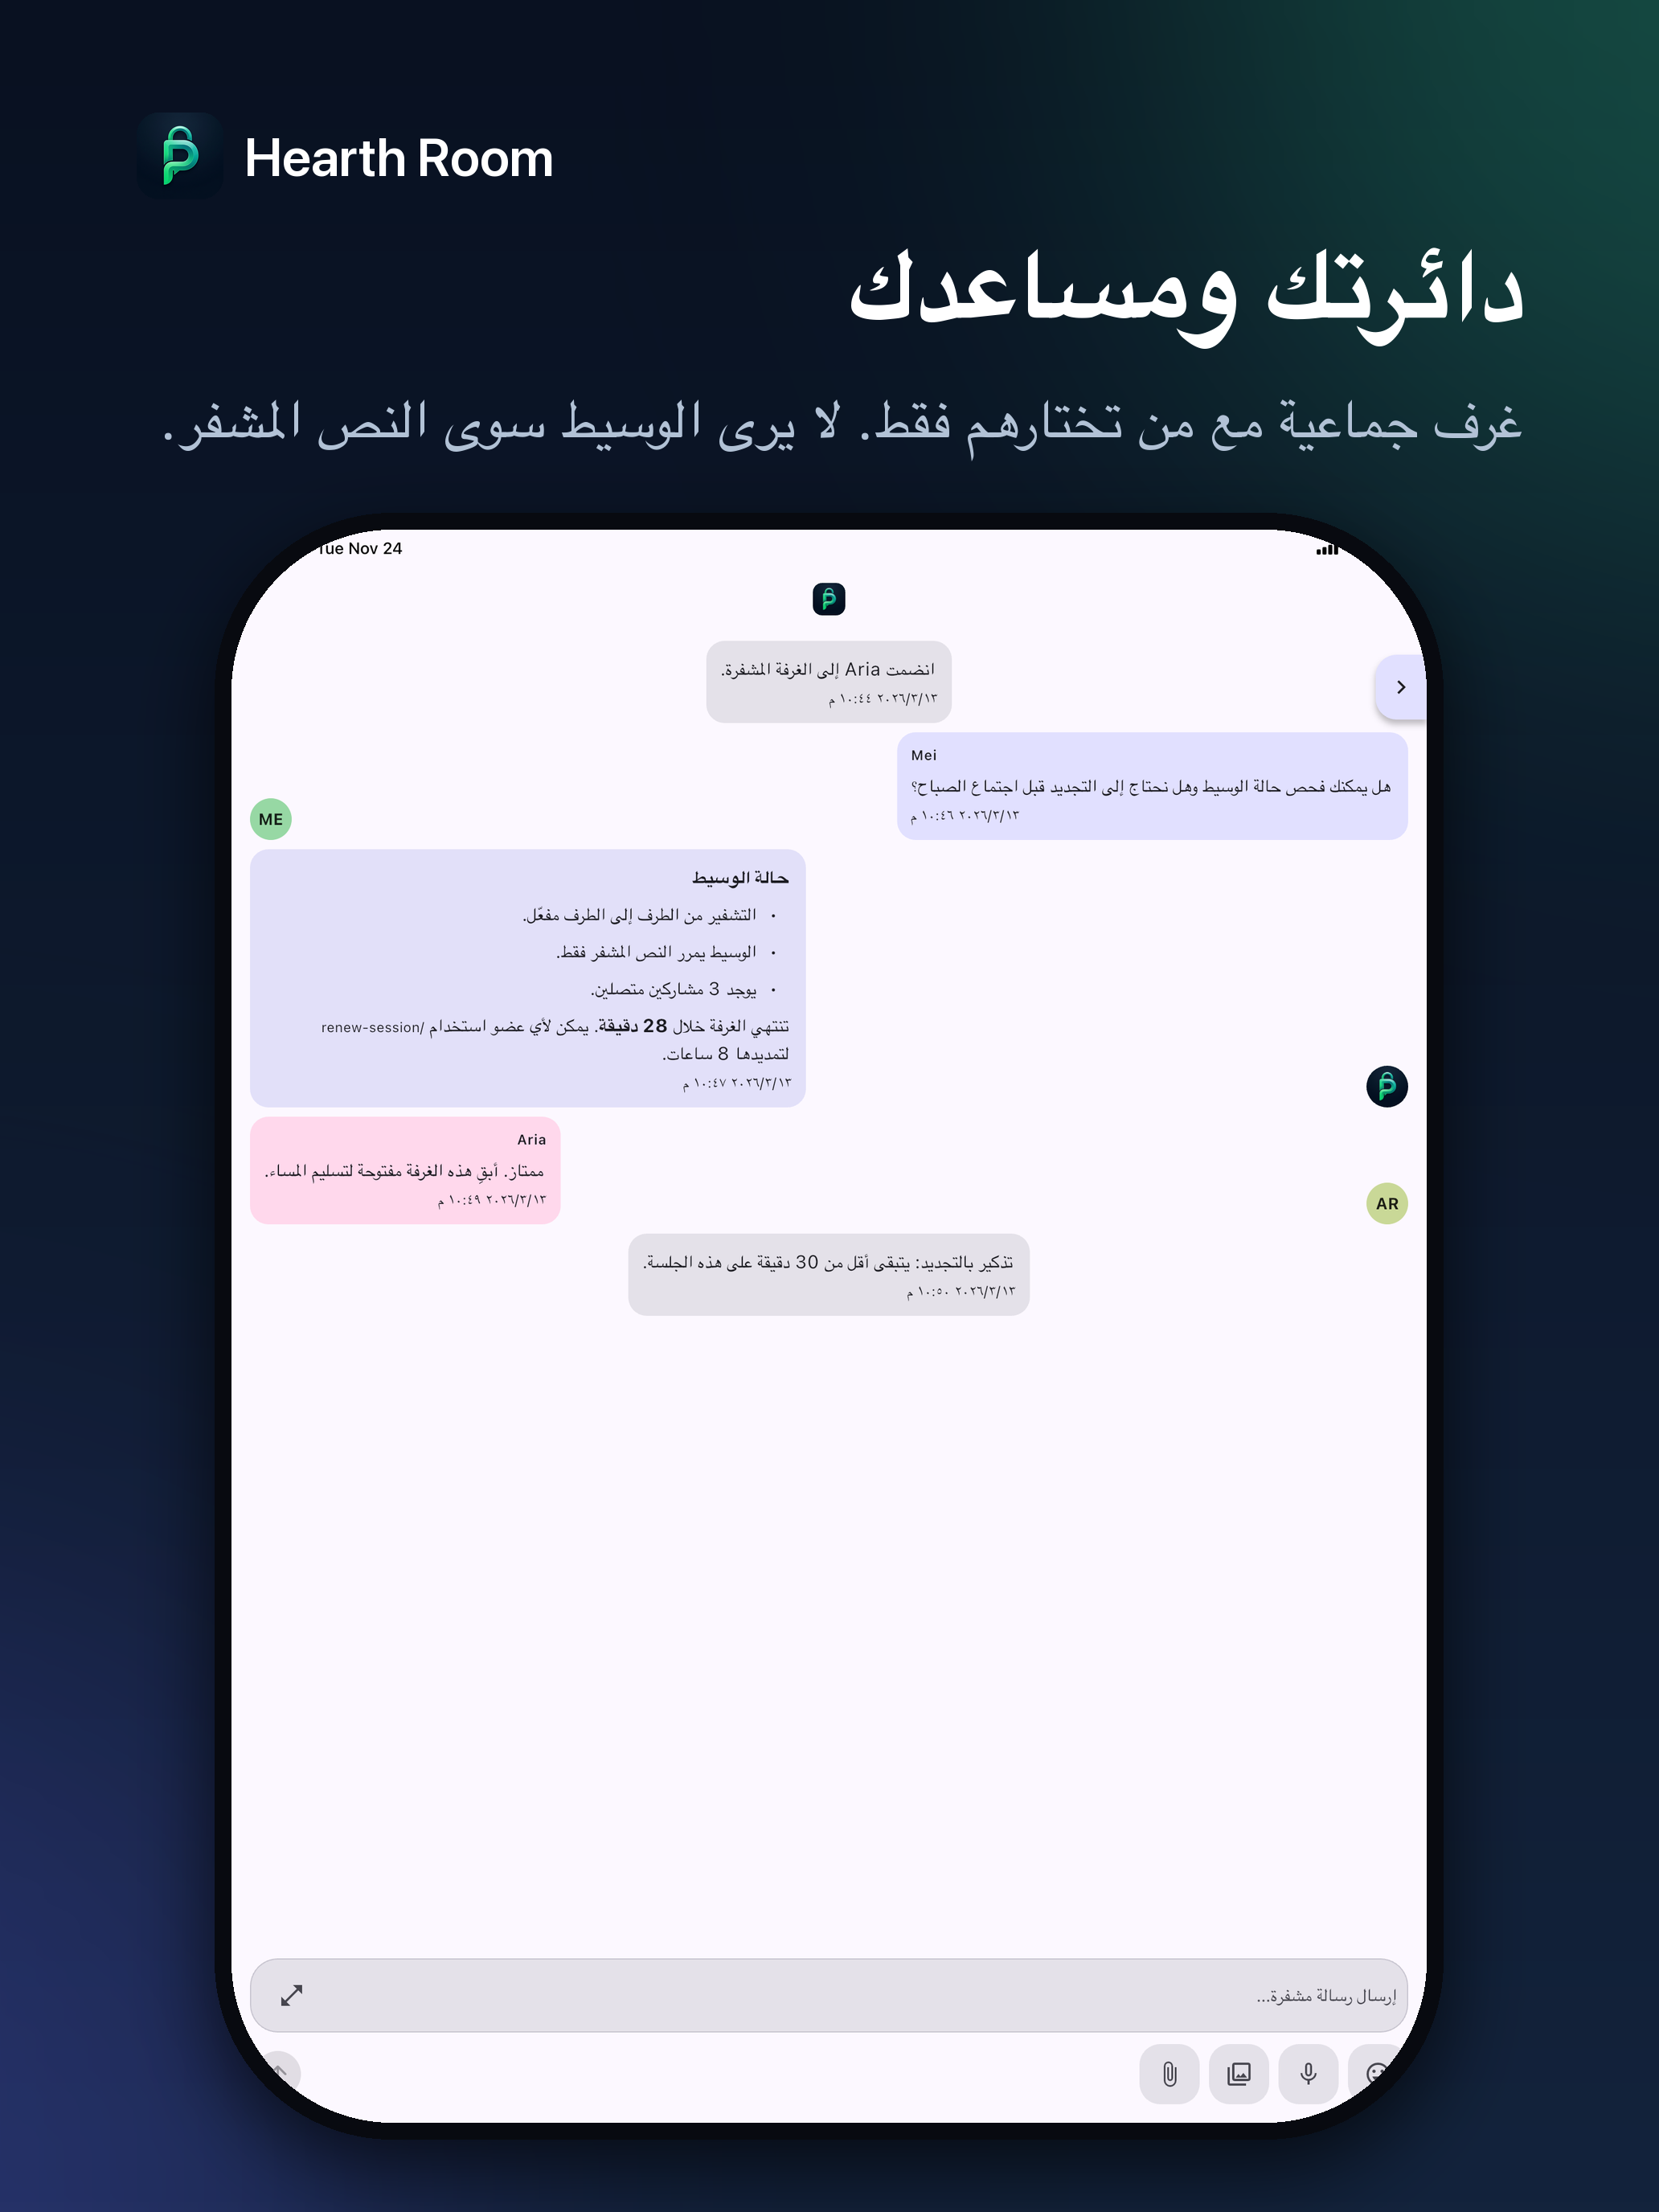 Hearth Room
دائرتك ومساعدك
غرف جماعية مع من تختارهم فقط. لا يرى الوسيط سوى النص المشفر.
Tue Nov 24
انضمت Aria إلى الغرفة المشفرة.
١٣‏/٣‏/٢٠٢٦ ١٠:٤٤ م
Mei
هل يمكنك فحص حالة الوسيط وهل نحتاج إلى التجديد قبل اجتماع الصباح؟
١٣‏/٣‏/٢٠٢٦ ١٠:٤٦ م
ME
حالة الوسيط
• التشفير من الطرف إلى الطرف مفعّل.
• الوسيط يمرر النص المشفر فقط.
• يوجد 3 مشاركين متصلين.
تنتهي الغرفة خلال 28 دقيقة. يمكن لأي عضو استخدام /renew-session
لتمديدها 8 ساعات.
١٣‏/٣‏/٢٠٢٦ ١٠:٤٧ م
Aria
ممتاز. أبقِ هذه الغرفة مفتوحة لتسليم المساء.
١٣‏/٣‏/٢٠٢٦ ١٠:٤٩ م
AR
تذكير بالتجديد: يتبقى أقل من 30 دقيقة على هذه الجلسة.
١٣‏/٣‏/٢٠٢٦ ١٠:٥٠ م
إرسال رسالة مشفرة...